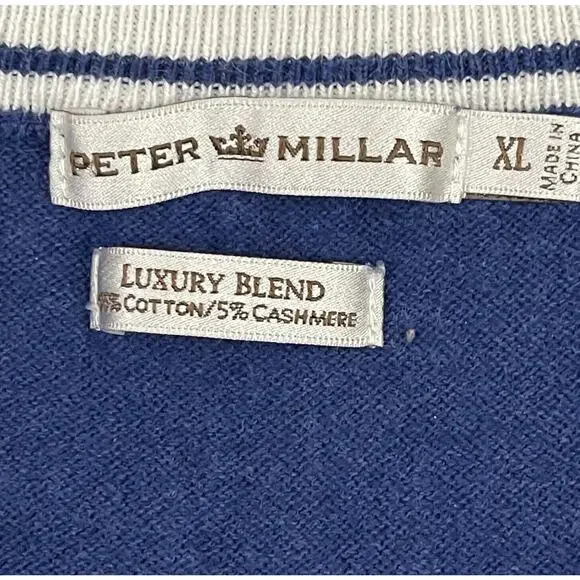 PETER MILLAR
XL
MADE IN
CHINA
LUXURY BLEND
% COTTON/5% CASHMERE